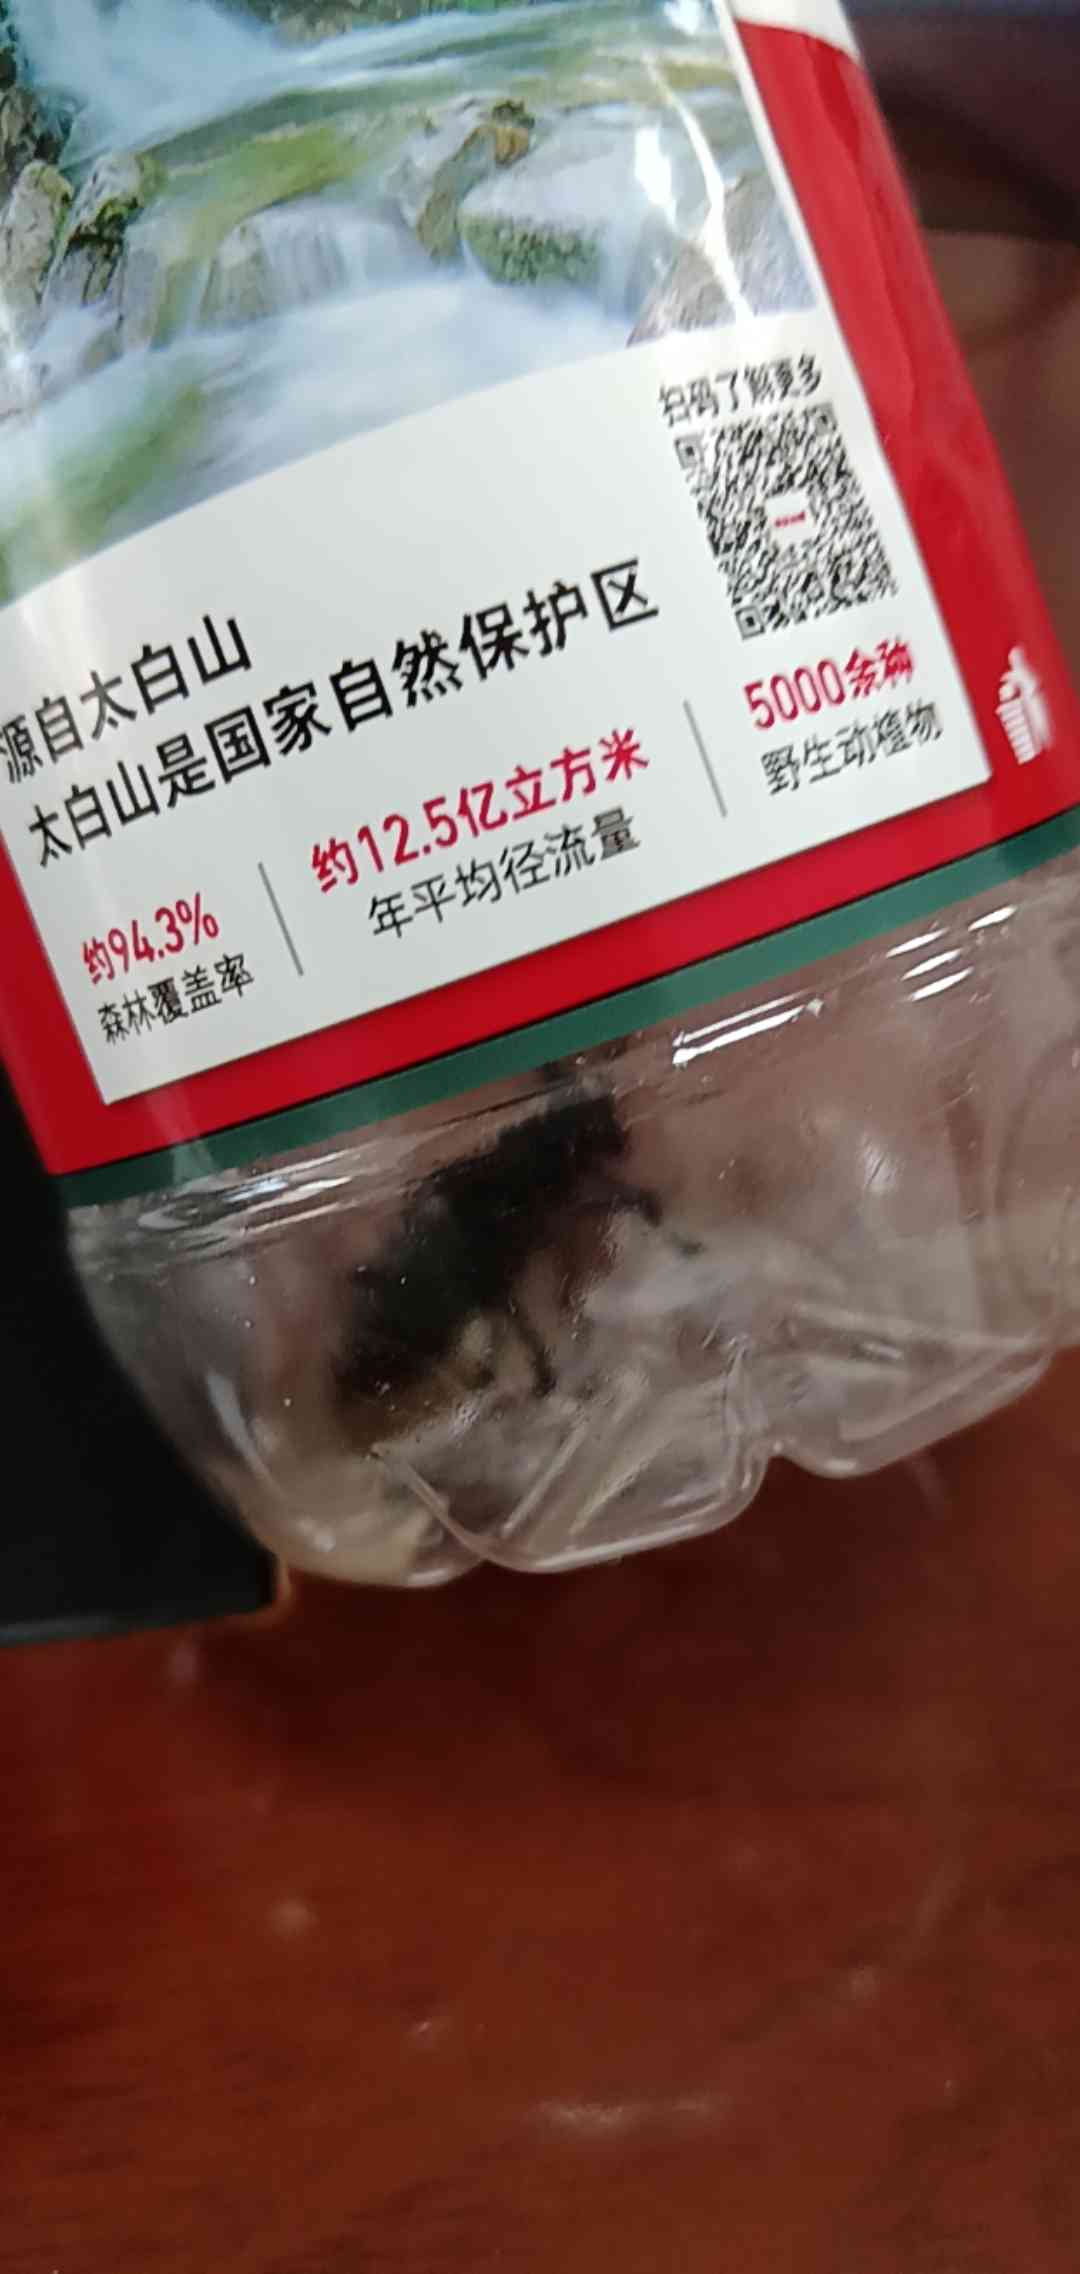 扫码了解更多
源自太白山
太白山是国家自然保护区
约94.3%
森林覆盖率
约12.5亿立方米
年平均径流量
5000余种
野生动植物